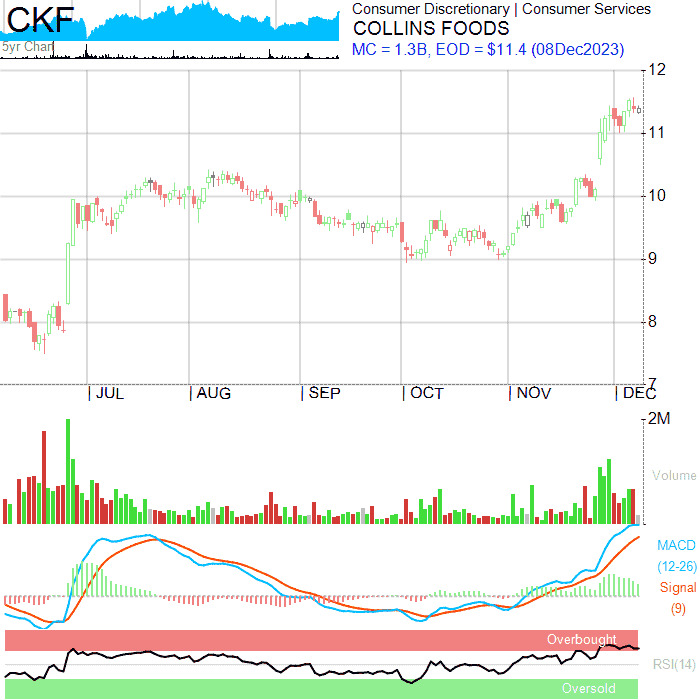 CKF
5yr Chart
Consumer Discretionary | Consumer Services
COLLINS FOODS
MC = 1.3B, EOD = $11.4 (08Dec2023)
12
11
10
9
8
7
| JUL
| AUG
| SEP
| OCT
| NOV
| DEC
2M
Volume
MACD
(12-26)
Signal
(9)
Overbought
RSI(14)
Oversold